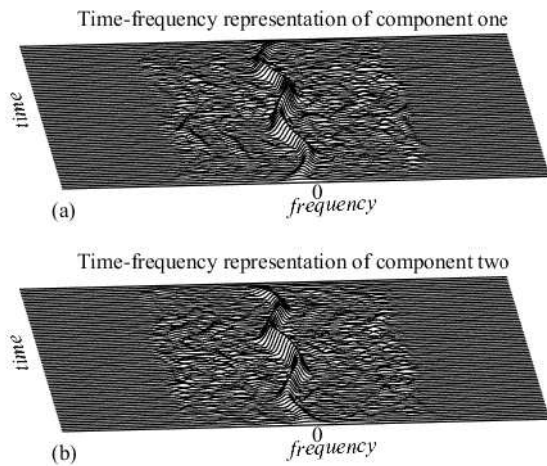 Time-frequency representation of component one
time
0
frequency
(a)
Time-frequency representation of component two
time
0
frequency
(b)